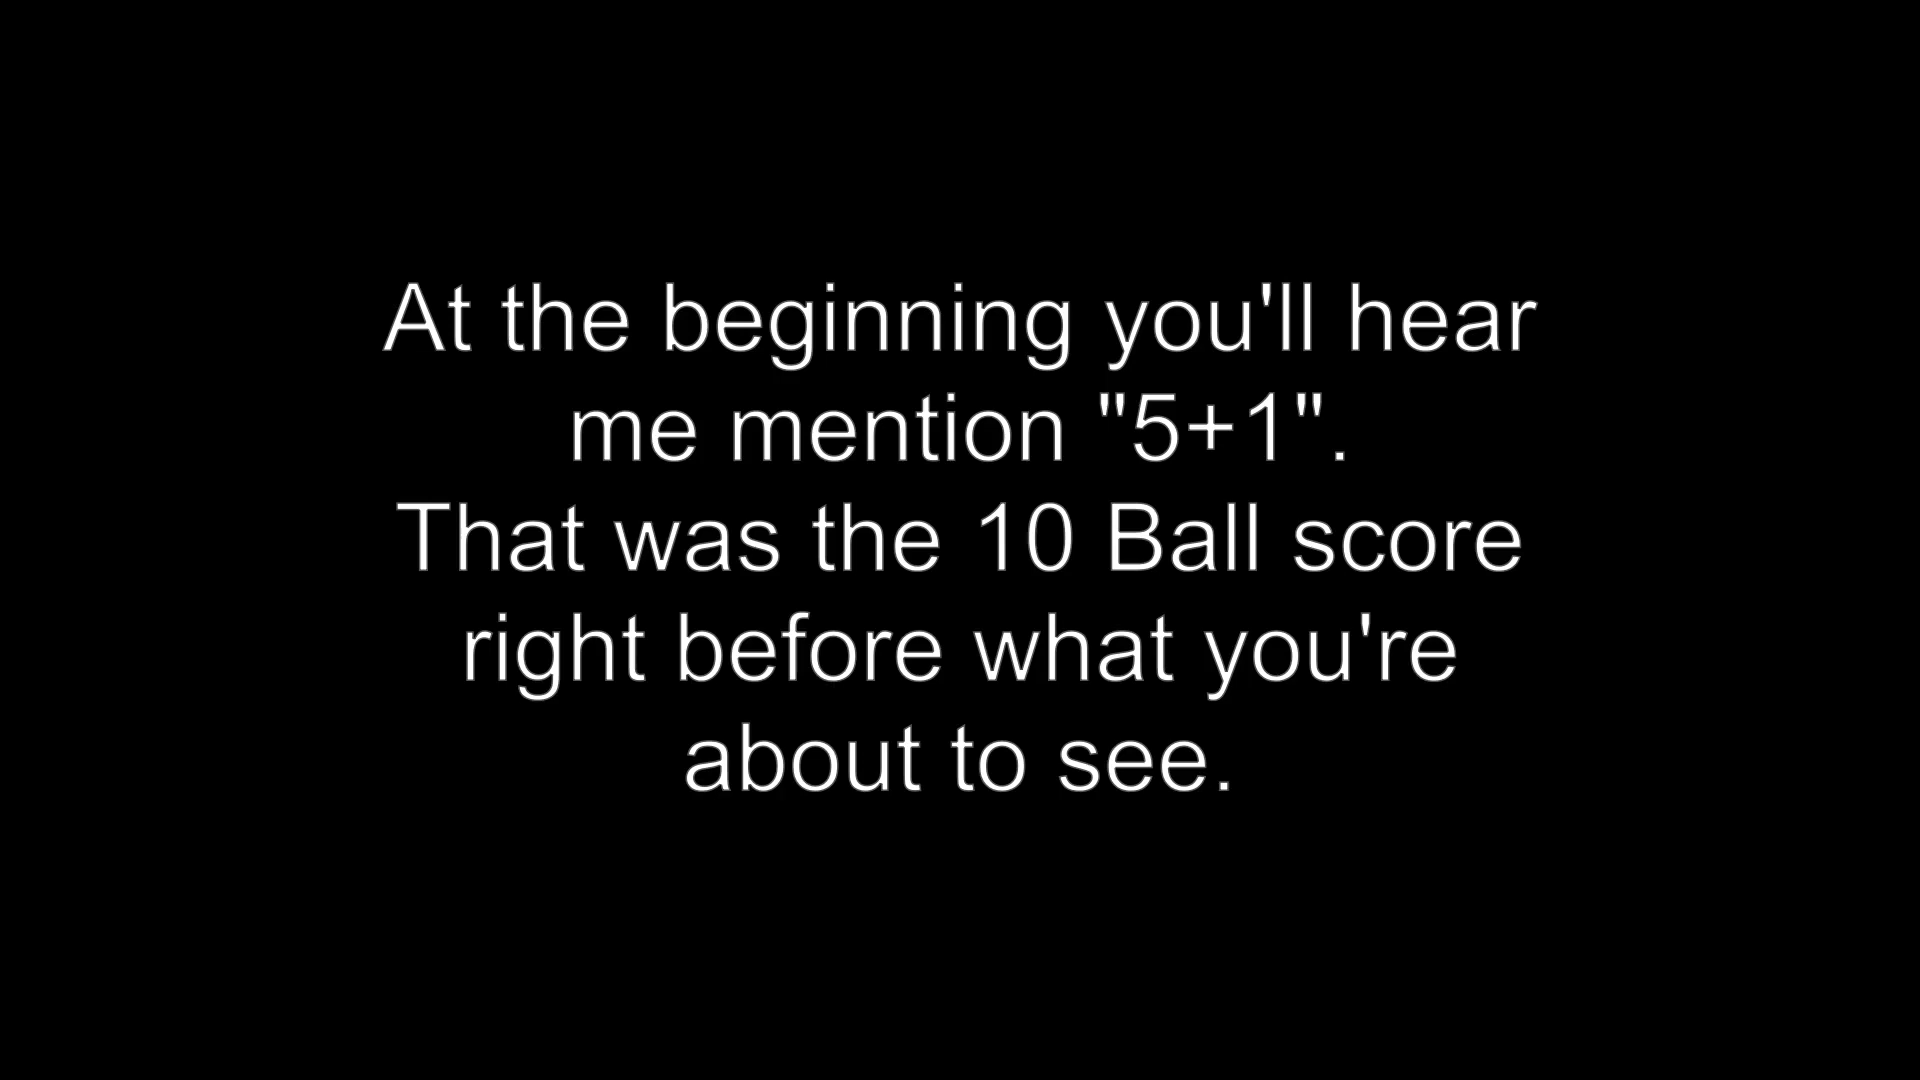 At the beginning you'll hear
me mention "5+1".
That was the 10 Ball score
right before what you're
about to see.